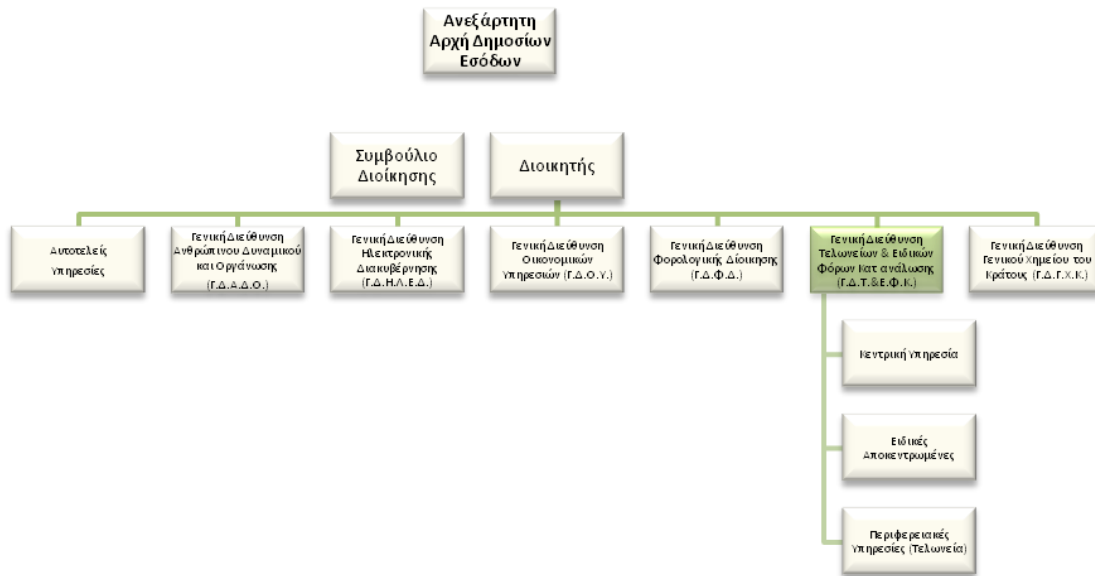 Ανεξάρτητη
Αρχή Δημοσίων
Εσόδων
Συμβούλιο
Διοίκησης
Διοικητής
Αυτοτελείς
Υπηρεσίες
Γενική Διεύθυνση
Ανθρώπινου Δυναμικού
και Οργάνωσης
(Γ.Δ.Α.Δ.Ο.)
Γενική Διεύθυνση
Ηλεκτρονικής
Διακυβέρνησης
(Γ.Δ.ΗΛ.Ε.Δ.)
Γενική Διεύθυνση
Οικονομικών
Υπηρεσιών (Γ.Δ.Ο.Υ.)
Γενική Διεύθυνση
Φορολογικής Δίοικησης
(Γ.Δ.Φ.Δ.)
Γενική Διεύθυνση
Τελωνείων & Ειδικών
Φόρων Κατανάλωσης
(Γ.Δ.Τ.&Ε.Φ.Κ.)
Γενική Διεύθυνση
Γενικού Χημείου του
Κράτους (Γ.Δ.Γ.Χ.Κ.)
Κεντρική Υπηρεσία
Ειδικές
Αποκεντρωμένες
Περιφερειακές
Υπηρεσίες (Τελωνεία)